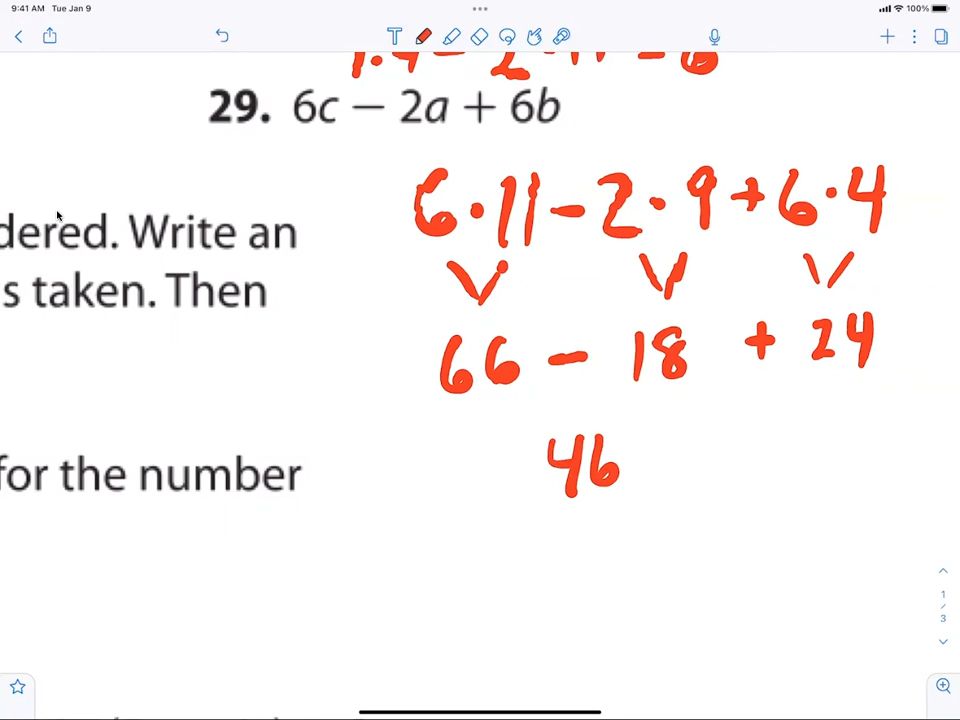 9:41 AM Tue Jan 9
100%
29. 6c − 2a + 6b
6·11 − 2·9 + 6·4
dered. Write an
s taken. Then
66 − 18 + 24
46
for the number
1
/
3